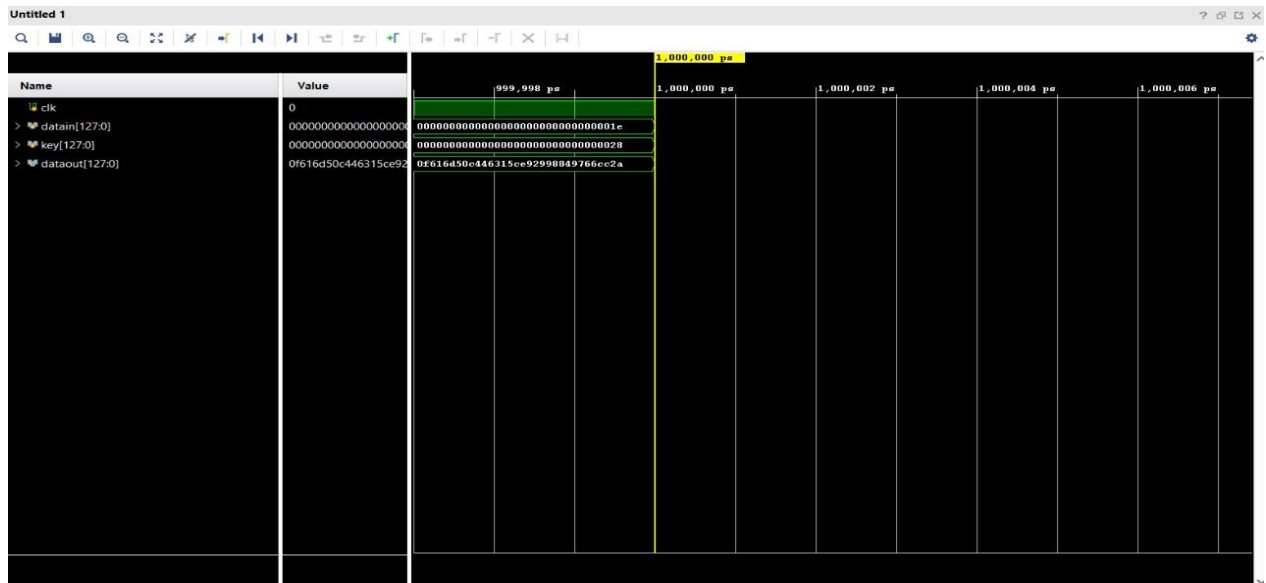 Untitled 1
1,000,000 ps
Name Value 999,998 ps 1,000,000 ps 1,000,002 ps 1,000,004 ps 1,000,006 ps
clk 0
datain[127:0] 0000000000000000000 0000000000000000000000000000001e
key[127:0] 0000000000000000000 00000000000000000000000000000028
dataout[127:0] 0f616d50c446315ce92 0f616d50c446315ce92998849766cc2a